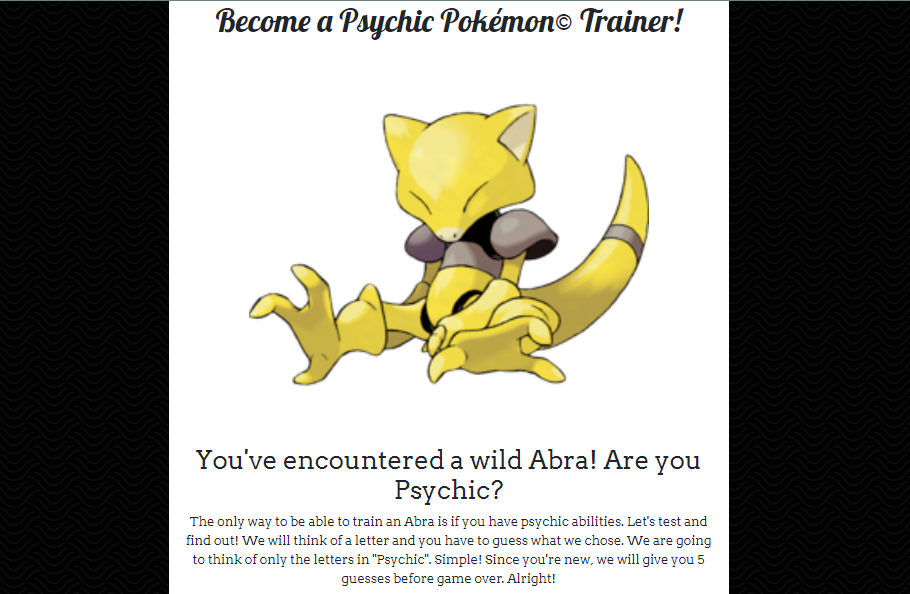 Become a Psychic Pokémon© Trainer!
You've encountered a wild Abra! Are you
Psychic?
The only way to be able to train an Abra is if you have psychic abilities. Let's test and
find out! We will think of a letter and you have to guess what we chose. We are going
to think of only the letters in "Psychic". Simple! Since you're new, we will give you 5
guesses before game over. Alright!